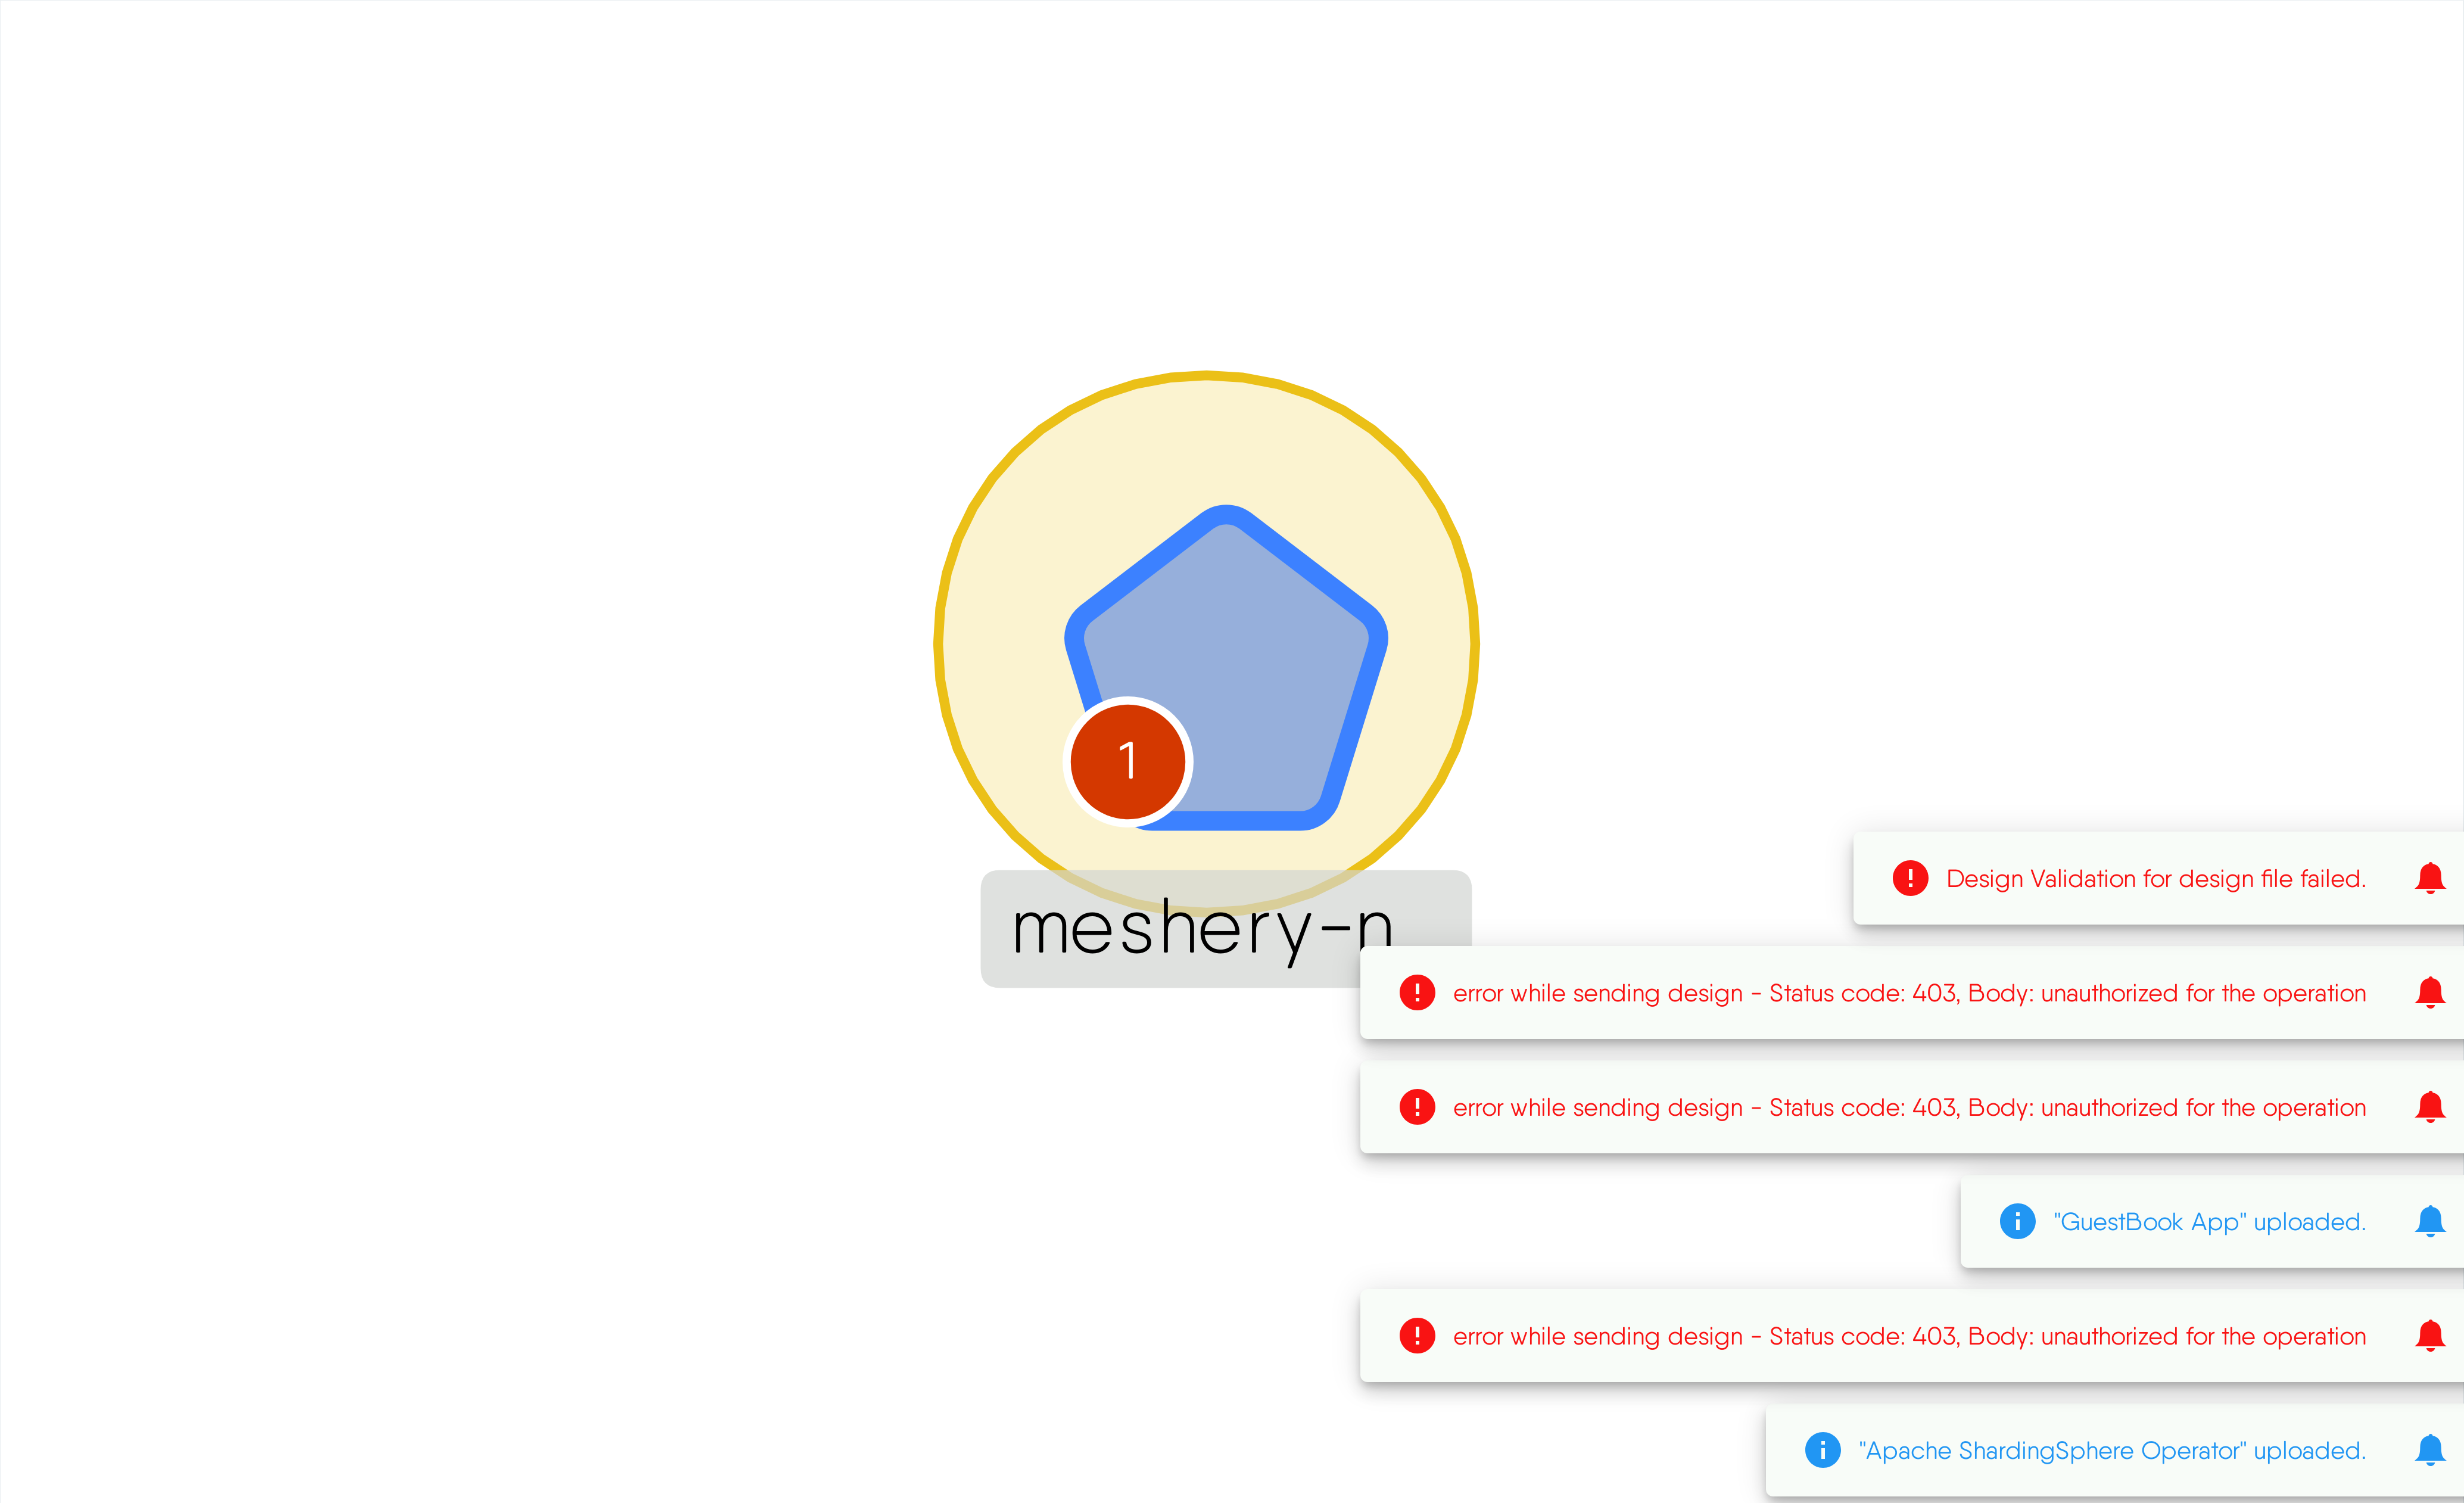 1
Design Validation for design file failed.
meshery-n
error while sending design - Status code: 403, Body: unauthorized for the operation
error while sending design - Status code: 403, Body: unauthorized for the operation
"GuestBook App" uploaded.
error while sending design - Status code: 403, Body: unauthorized for the operation
"Apache ShardingSphere Operator" uploaded.